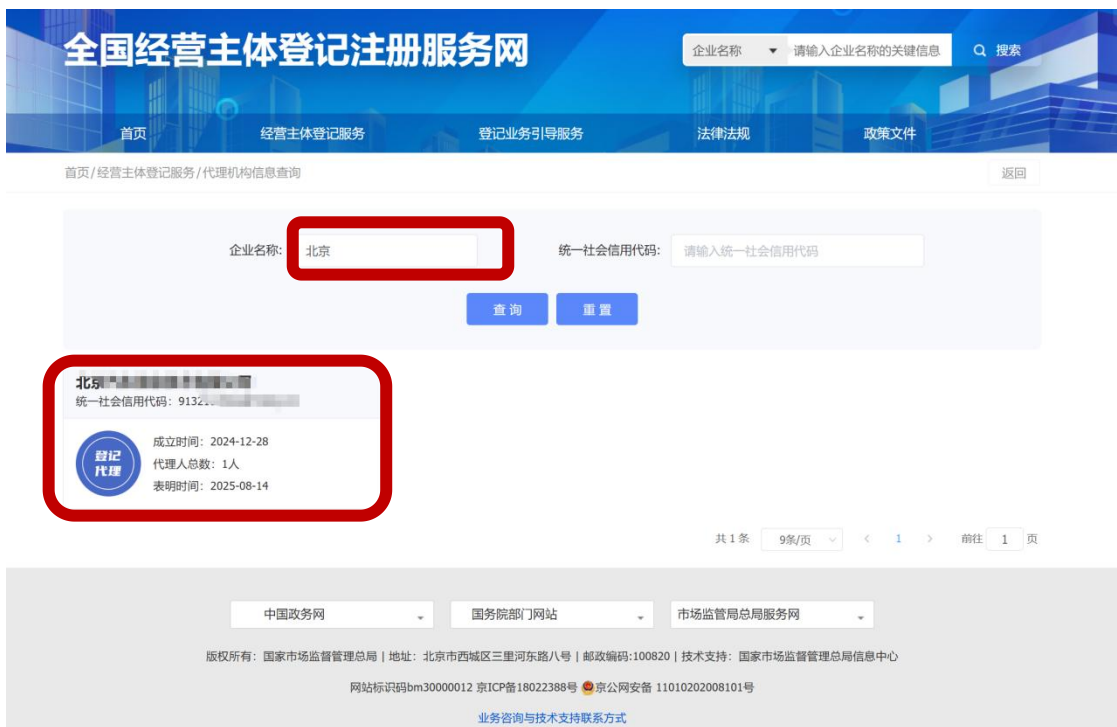 全国经营主体登记注册服务网
企业名称 请输入企业名称的关键信息 搜索
首页 经营主体登记服务 登记业务引导服务 法律法规 政策文件
首页/经营主体登记服务/代理机构信息查询 返回
企业名称: 北京 统一社会信用代码: 请输入统一社会信用代码
查询 重置
北京
统一社会信用代码: 9132
登记代理
成立时间: 2024-12-28
代理人总数: 1人
表明时间: 2025-08-14
共1条 9条/页 < 1 > 前往 1 页
中国政务网 国务院部门网站 市场监管局总局服务网
版权所有: 国家市场监督管理总局 | 地址: 北京市西城区三里河东路八号 | 邮政编码:100820 | 技术支持: 国家市场监督管理总局信息中心
网站标识码bm30000012 京ICP备18022388号 京公网安备 11010202008101号
业务咨询与技术支持联系方式